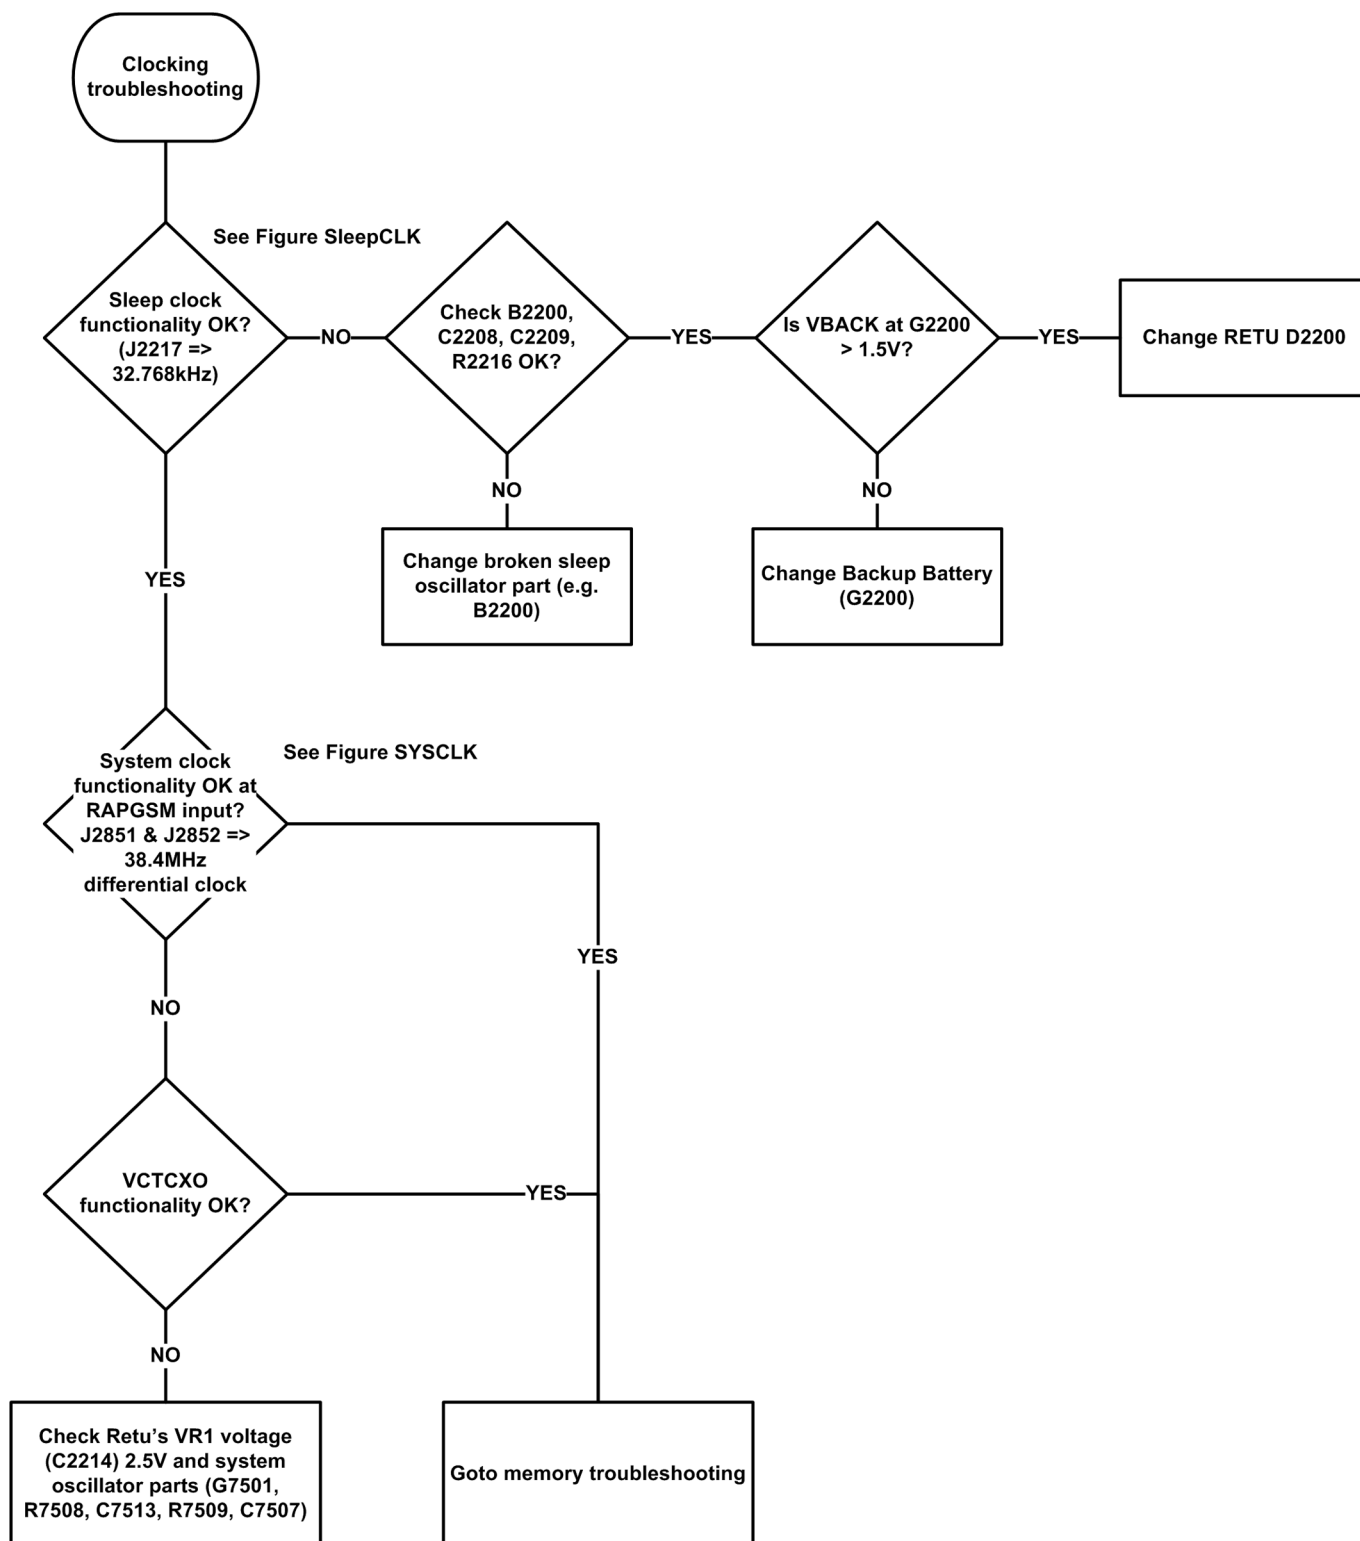 Clocking
troubleshooting
See Figure SleepCLK
Sleep clock
functionality OK?
(J2217 =>
32.768kHz)
NO
Check B2200,
C2208, C2209,
R2216 OK?
YES
Is VBACK at G2200
> 1.5V?
YES
Change RETU D2200
NO
NO
Change broken sleep
oscillator part (e.g.
B2200)
Change Backup Battery
(G2200)
YES
See Figure SYSCLK
System clock
functionality OK at
RAPGSM input?
J2851 & J2852 =>
38.4MHz
differential clock
YES
NO
VCTCXO
functionality OK?
YES
NO
Check Retu’s VR1 voltage
(C2214) 2.5V and system
oscillator parts (G7501,
R7508, C7513, R7509, C7507)
Goto memory troubleshooting